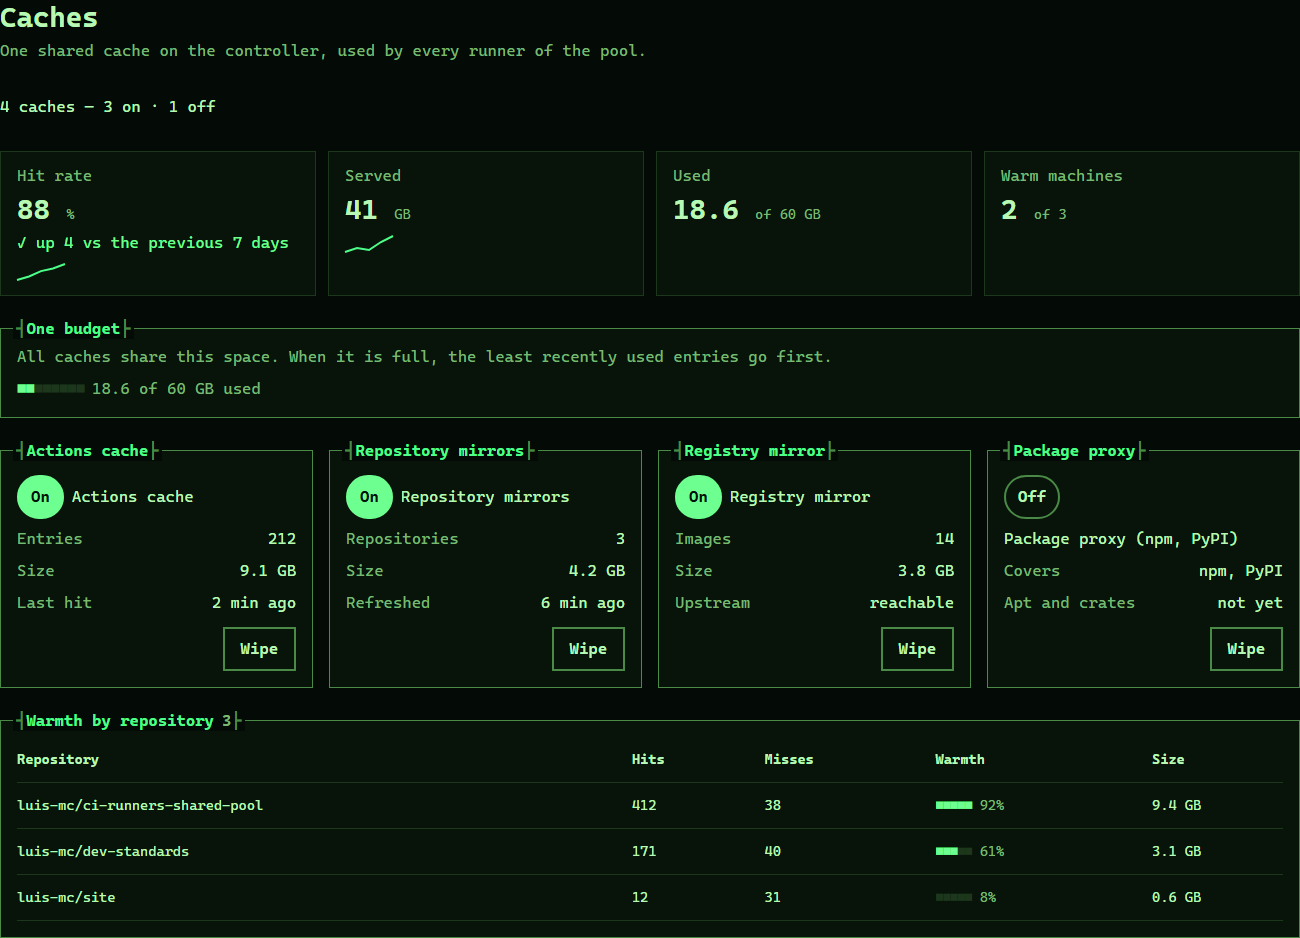 Caches
One shared cache on the controller, used by every runner of the pool.
4 caches — 3 on · 1 off
Hit rate
88 %
✓ up 4 vs the previous 7 days
Served
41 GB
Used
18.6 of 60 GB
Warm machines
2 of 3
One budget
All caches share this space. When it is full, the least recently used entries go first.
18.6 of 60 GB used
Actions cache
On Actions cache
Entries 212
Size 9.1 GB
Last hit 2 min ago
Wipe
Repository mirrors
On Repository mirrors
Repositories 3
Size 4.2 GB
Refreshed 6 min ago
Wipe
Registry mirror
On Registry mirror
Images 14
Size 3.8 GB
Upstream reachable
Wipe
Package proxy
Off
Package proxy (npm, PyPI)
Covers npm, PyPI
Apt and crates not yet
Wipe
Warmth by repository 3
Repository Hits Misses Warmth Size
luis-mc/ci-runners-shared-pool 412 38 92% 9.4 GB
luis-mc/dev-standards 171 40 61% 3.1 GB
luis-mc/site 12 31 8% 0.6 GB